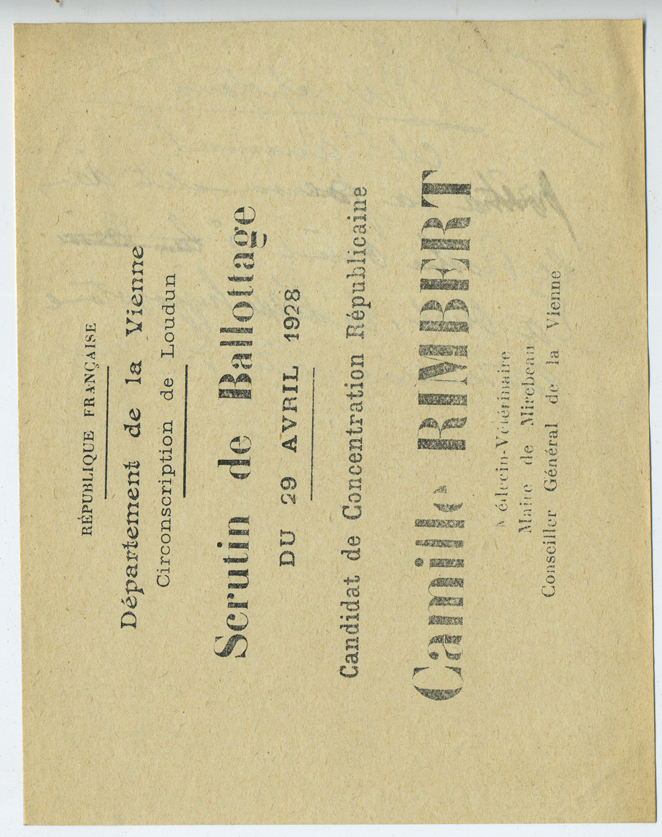 RÉPUBLIQUE FRANÇAISE
Département de la Vienne
Circonscription de Loudun
Scrutin de Ballottage
DU 29 AVRIL 1928
Candidat de Concentration Républicaine
Camille RIMBERT
Médecin-Vétérinaire
Maire de Mirebeau
Conseiller Général de la Vienne